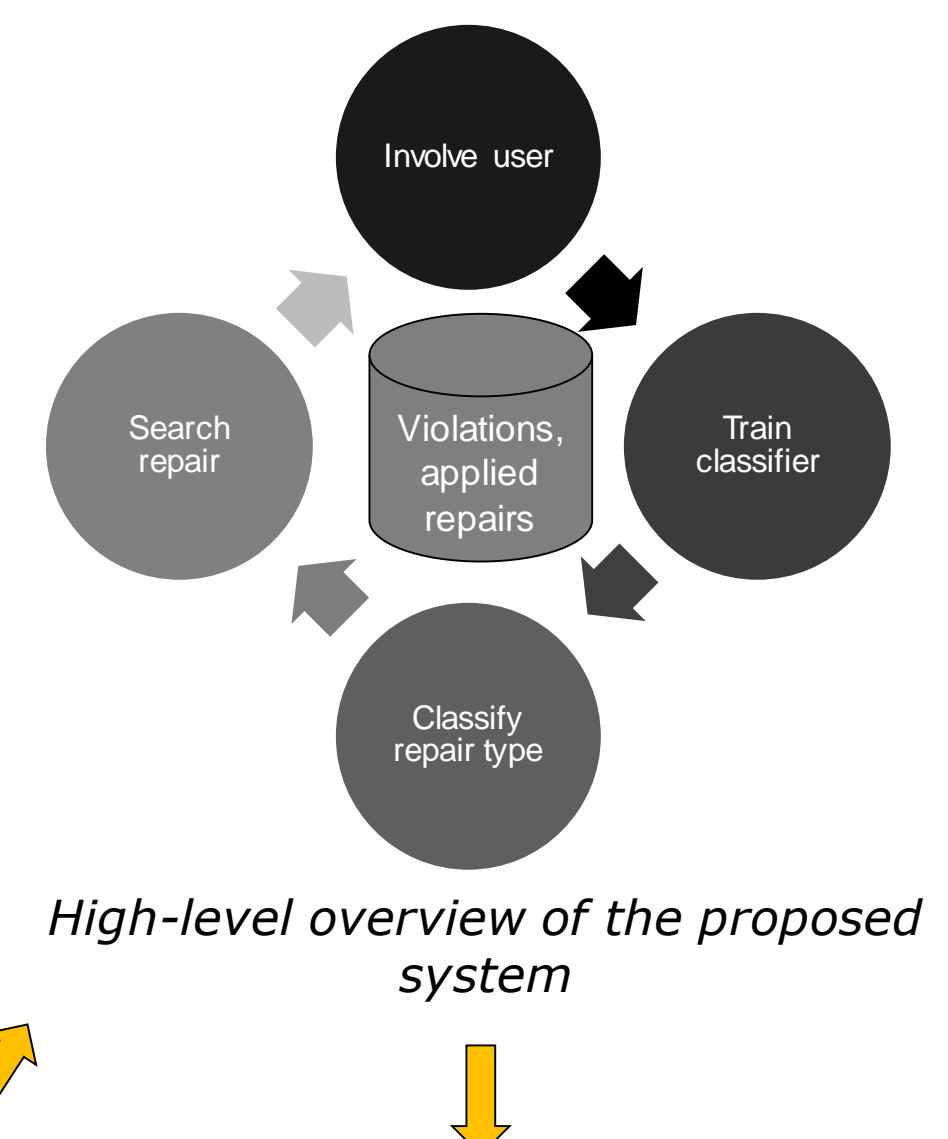 Involve user
Search
repair
Violations,
applied
repairs
Train
classifier
Classify
repair type
High-level overview of the proposed
system